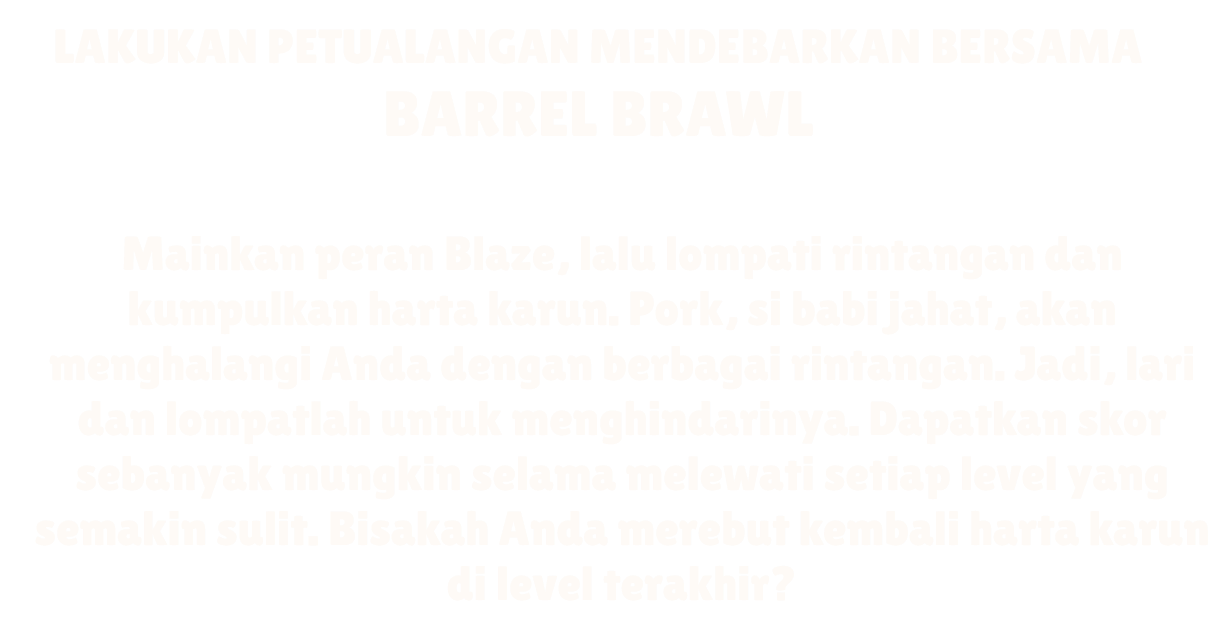 LAKUKAN PETUALANGAN MENDEBARKAN BERSAMA
BARREL BRAWL
Mainkan peran Blaze, lalu lompati rintangan dan
kumpulkan harta karun. Pork, si babi jahat, akan
menghalangi Anda dengan berbagai rintangan. Jadi, lari
dan lompatlah untuk menghindarinya. Dapatkan skor
sebanyak mungkin selama melewati setiap level yang
semakin sulit. Bisakah Anda merebut kembali harta karun
di level terakhir?